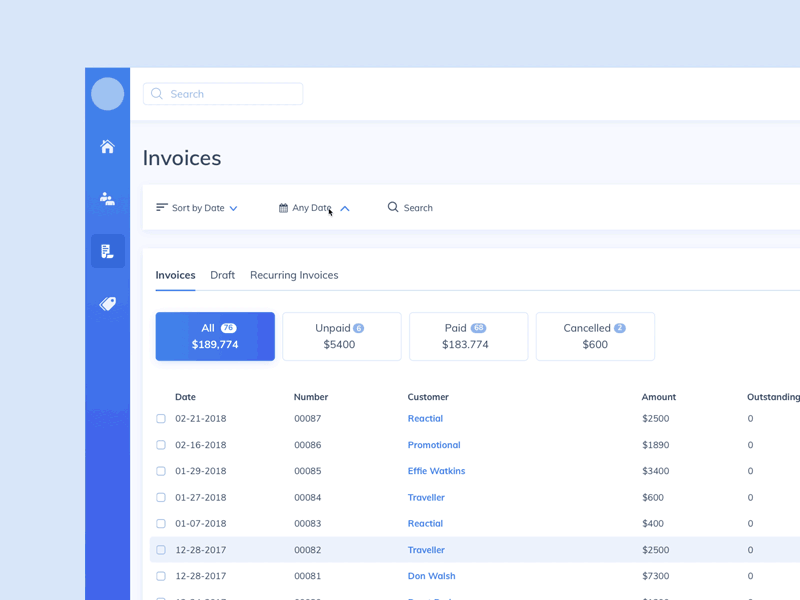 Search
Invoices
Sort by Date Any Date Search
Invoices Draft Recurring Invoices
All 76 Unpaid 6 Paid 68 Cancelled 2
$189,774 $5400 $183.774 $600
Date Number Customer Amount Outstanding
02-21-2018 00087 Reactial $2500 0
02-16-2018 00086 Promotional $1890 0
01-29-2018 00085 Effie Watkins $3400 0
01-27-2018 00084 Traveller $600 0
01-07-2018 00083 Reactial $400 0
12-28-2017 00082 Traveller $2500 0
12-28-2017 00081 Don Walsh $7300 0